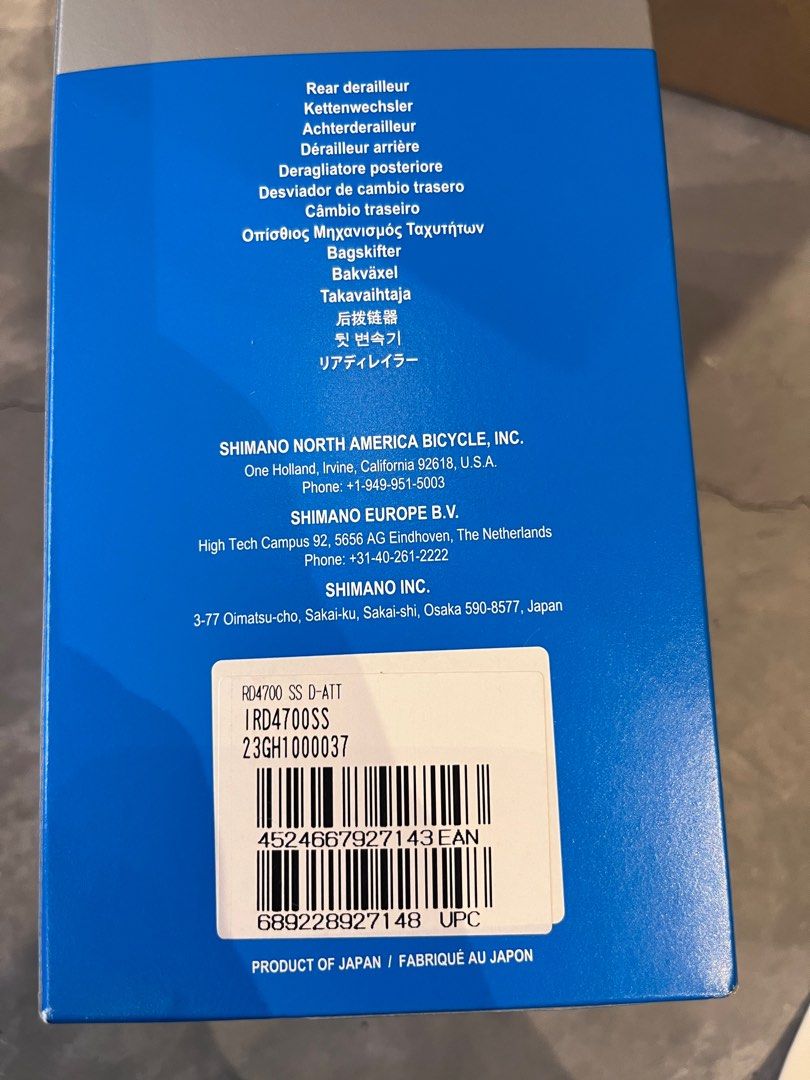 Rear derailleur
Kettenwechsler
Achterderailleur
Dérailleur arrière
Deragliatore posteriore
Desviador de cambio trasero
Câmbio traseiro
Οπίσθιος Μηχανισμός Ταχυτήτων
Bagskifter
Bakväxel
Takavaihtaja
后拨链器
뒷 변속기
リアディレイラー
SHIMANO NORTH AMERICA BICYCLE, INC.
One Holland, Irvine, California 92618, U.S.A.
Phone: +1-949-951-5003
SHIMANO EUROPE B.V.
High Tech Campus 92, 5656 AG Eindhoven, The Netherlands
Phone: +31-40-261-2222
SHIMANO INC.
3-77 Oimatsu-cho, Sakai-ku, Sakai-shi, Osaka 590-8577, Japan
RD4700 SS D-ATT
IRD4700SS
23GH1000037
4524667927143 EAN
689228927148 UPC
PRODUCT OF JAPAN / FABRIQUÉ AU JAPON